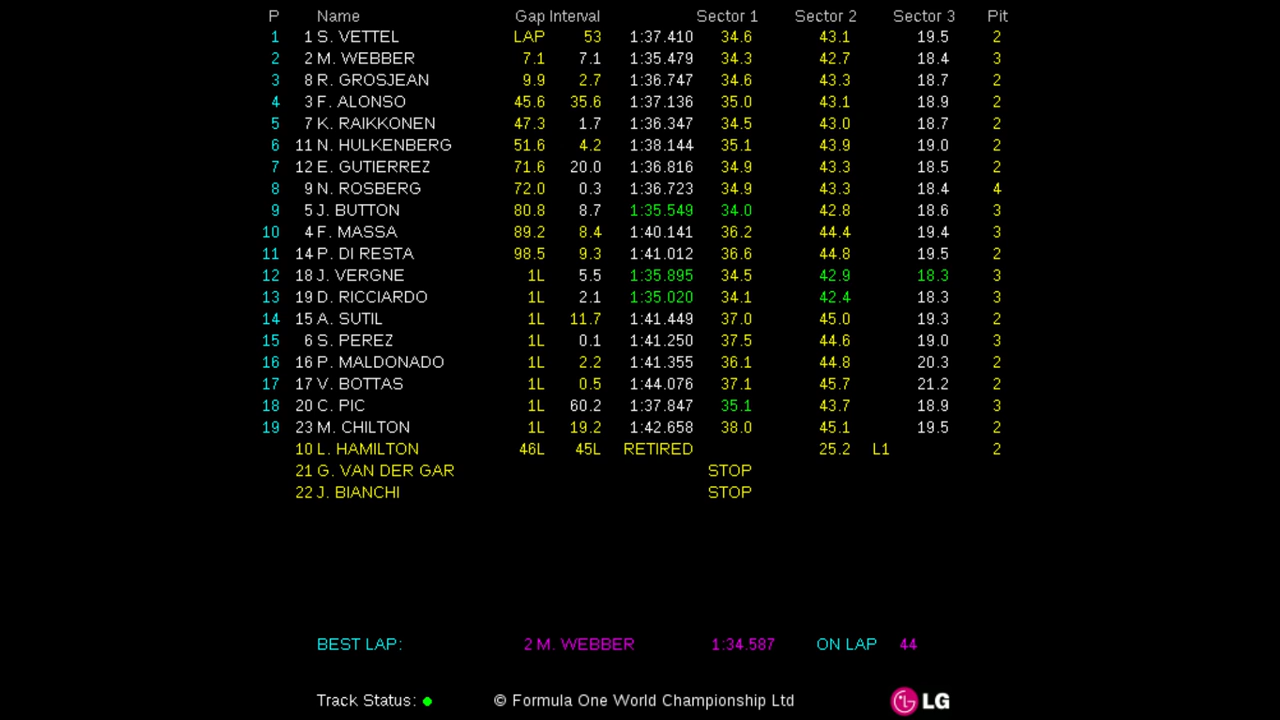 P Name Gap Interval Sector 1 Sector 2 Sector 3 Pit
1 1 S. VETTEL LAP 53 1:37.410 34.6 43.1 19.5 2
2 2 M. WEBBER 7.1 7.1 1:35.479 34.3 42.7 18.4 3
3 8 R. GROSJEAN 9.9 2.7 1:36.747 34.6 43.3 18.7 2
4 3 F. ALONSO 45.6 35.6 1:37.136 35.0 43.1 18.9 2
5 7 K. RAIKKONEN 47.3 1.7 1:36.347 34.5 43.0 18.7 2
6 11 N. HULKENBERG 51.6 4.2 1:38.144 35.1 43.9 19.0 2
7 12 E. GUTIERREZ 71.6 20.0 1:36.816 34.9 43.3 18.5 2
8 9 N. ROSBERG 72.0 0.3 1:36.723 34.9 43.3 18.4 4
9 5 J. BUTTON 80.8 8.7 1:35.549 34.0 42.8 18.6 3
10 4 F. MASSA 89.2 8.4 1:40.141 36.2 44.4 19.4 3
11 14 P. DI RESTA 98.5 9.3 1:41.012 36.6 44.8 19.5 2
12 18 J. VERGNE 1L 5.5 1:35.895 34.5 42.9 18.3 3
13 19 D. RICCIARDO 1L 2.1 1:35.020 34.1 42.4 18.3 3
14 15 A. SUTIL 1L 11.7 1:41.449 37.0 45.0 19.3 2
15 6 S. PEREZ 1L 0.1 1:41.250 37.5 44.6 19.0 3
16 16 P. MALDONADO 1L 2.2 1:41.355 36.1 44.8 20.3 2
17 17 V. BOTTAS 1L 0.5 1:44.076 37.1 45.7 21.2 2
18 20 C. PIC 1L 60.2 1:37.847 35.1 43.7 18.9 3
19 23 M. CHILTON 1L 19.2 1:42.658 38.0 45.1 19.5 2
10 L. HAMILTON 46L 45L RETIRED 25.2 L1 2
21 G. VAN DER GAR STOP
22 J. BIANCHI STOP
BEST LAP: 2 M. WEBBER 1:34.587 ON LAP 44
Track Status: © Formula One World Championship Ltd LG